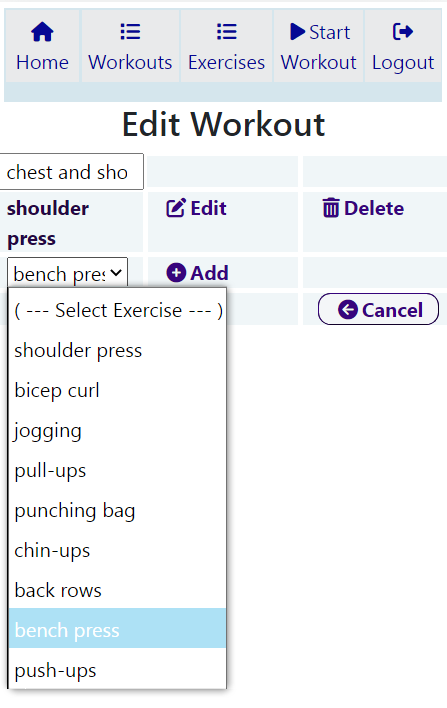 Home Workouts Exercises Start Workout Logout
Edit Workout
chest and sho
shoulder press Edit Delete
bench pres Add
Cancel
( --- Select Exercise --- )
shoulder press
bicep curl
jogging
pull-ups
punching bag
chin-ups
back rows
bench press
push-ups